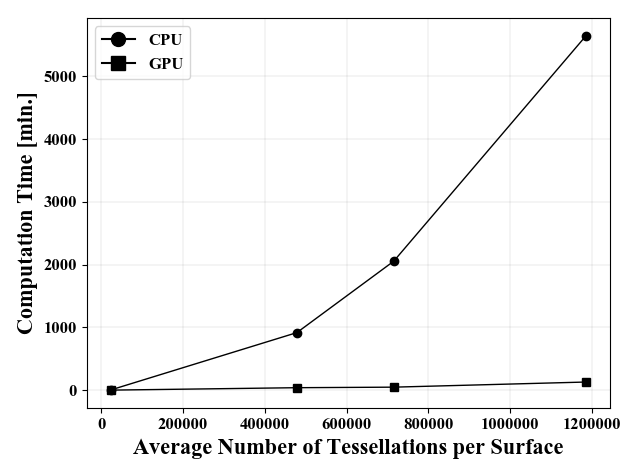 CPU
GPU
Computation Time [min.]
5000
4000
3000
2000
1000
0
0 200000 400000 600000 800000 1000000 1200000
Average Number of Tessellations per Surface